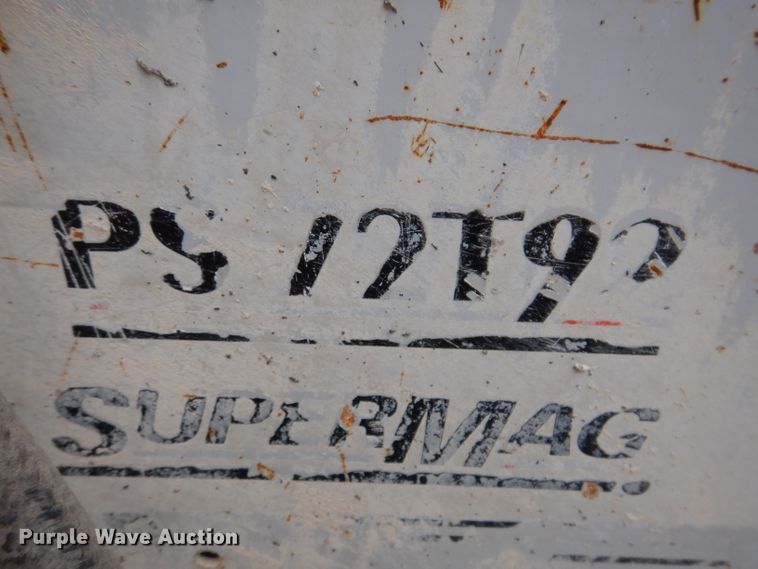 PS 12T92
SUPERMAG
Purple Wave Auction